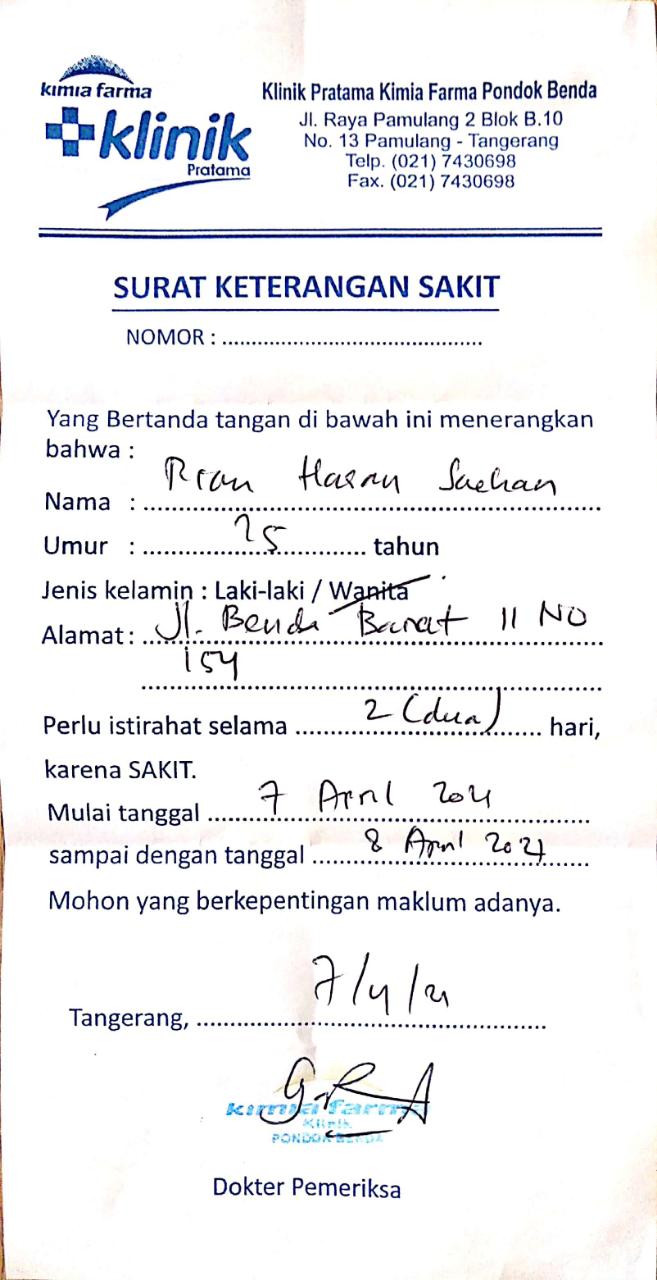 kimia farma
klinik
Pratama
Klinik Pratama Kimia Farma Pondok Benda
Jl. Raya Pamulang 2 Blok B.10
No. 13 Pamulang - Tangerang
Telp. (021) 7430698
Fax. (021) 7430698
SURAT KETERANGAN SAKIT
NOMOR : ............................................
Yang Bertanda tangan di bawah ini menerangkan
bahwa :
Nama : Rian Hasan
Umur : 25 tahun
Jenis kelamin : Laki-laki / Wanita
Alamat : Jl. Benda Barat 11 NO
154
Perlu istirahat selama 2 (dua) hari,
karena SAKIT.
Mulai tanggal 7 April 2021
sampai dengan tanggal 8 April 2021
Mohon yang berkepentingan maklum adanya.
Tangerang, 7/4/21
kimia farma
Klinik
PONDOK BENDA
Dokter Pemeriksa